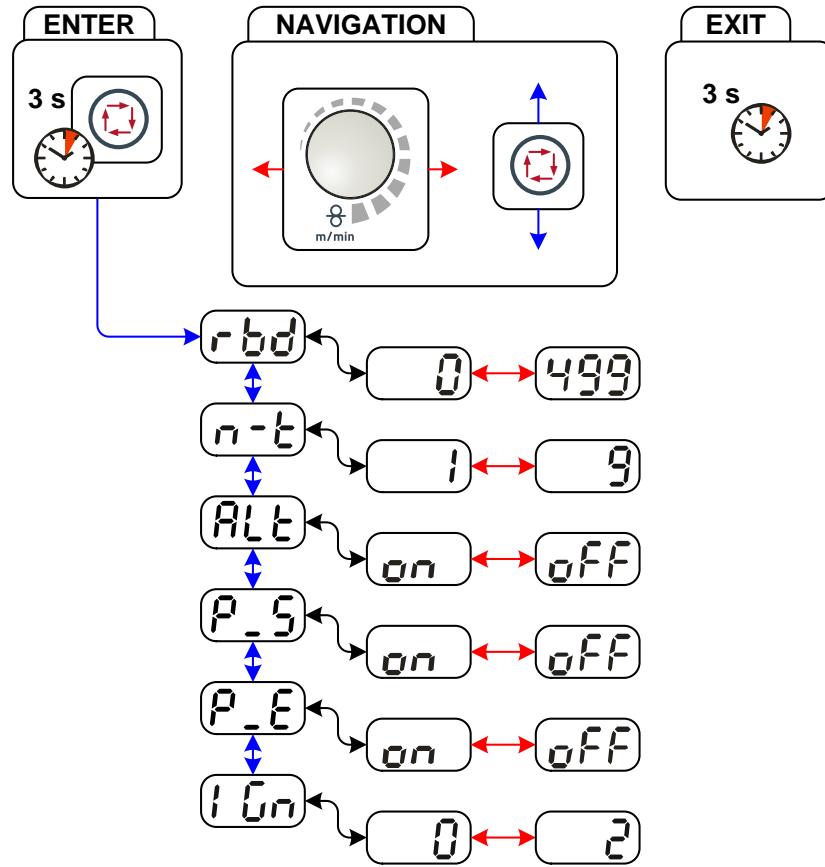 ENTER
NAVIGATION
EXIT
3 s
3 s
m/min
rbd
0
499
n-t
1
9
ALt
on
oFF
P_S
on
oFF
P_E
on
oFF
IGn
0
2